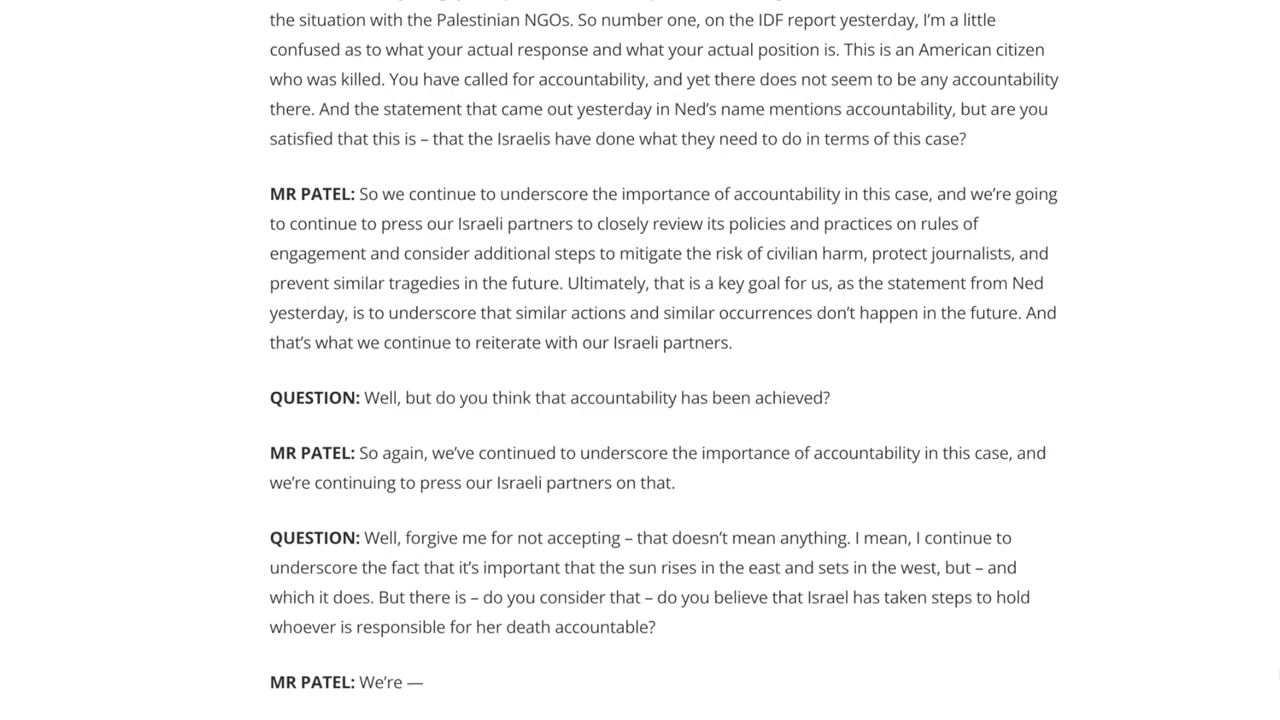 the situation with the Palestinian NGOs. So number one, on the IDF report yesterday, I'm a little
confused as to what your actual response and what your actual position is. This is an American citizen
who was killed. You have called for accountability, and yet there does not seem to be any accountability
there. And the statement that came out yesterday in Ned's name mentions accountability, but are you
satisfied that this is – that the Israelis have done what they need to do in terms of this case?
MR PATEL: So we continue to underscore the importance of accountability in this case, and we're going
to continue to press our Israeli partners to closely review its policies and practices on rules of
engagement and consider additional steps to mitigate the risk of civilian harm, protect journalists, and
prevent similar tragedies in the future. Ultimately, that is a key goal for us, as the statement from Ned
yesterday, is to underscore that similar actions and similar occurrences don't happen in the future. And
that's what we continue to reiterate with our Israeli partners.
QUESTION: Well, but do you think that accountability has been achieved?
MR PATEL: So again, we've continued to underscore the importance of accountability in this case, and
we're continuing to press our Israeli partners on that.
QUESTION: Well, forgive me for not accepting – that doesn't mean anything. I mean, I continue to
underscore the fact that it's important that the sun rises in the east and sets in the west, but – and
which it does. But there is – do you consider that – do you believe that Israel has taken steps to hold
whoever is responsible for her death accountable?
MR PATEL: We're —